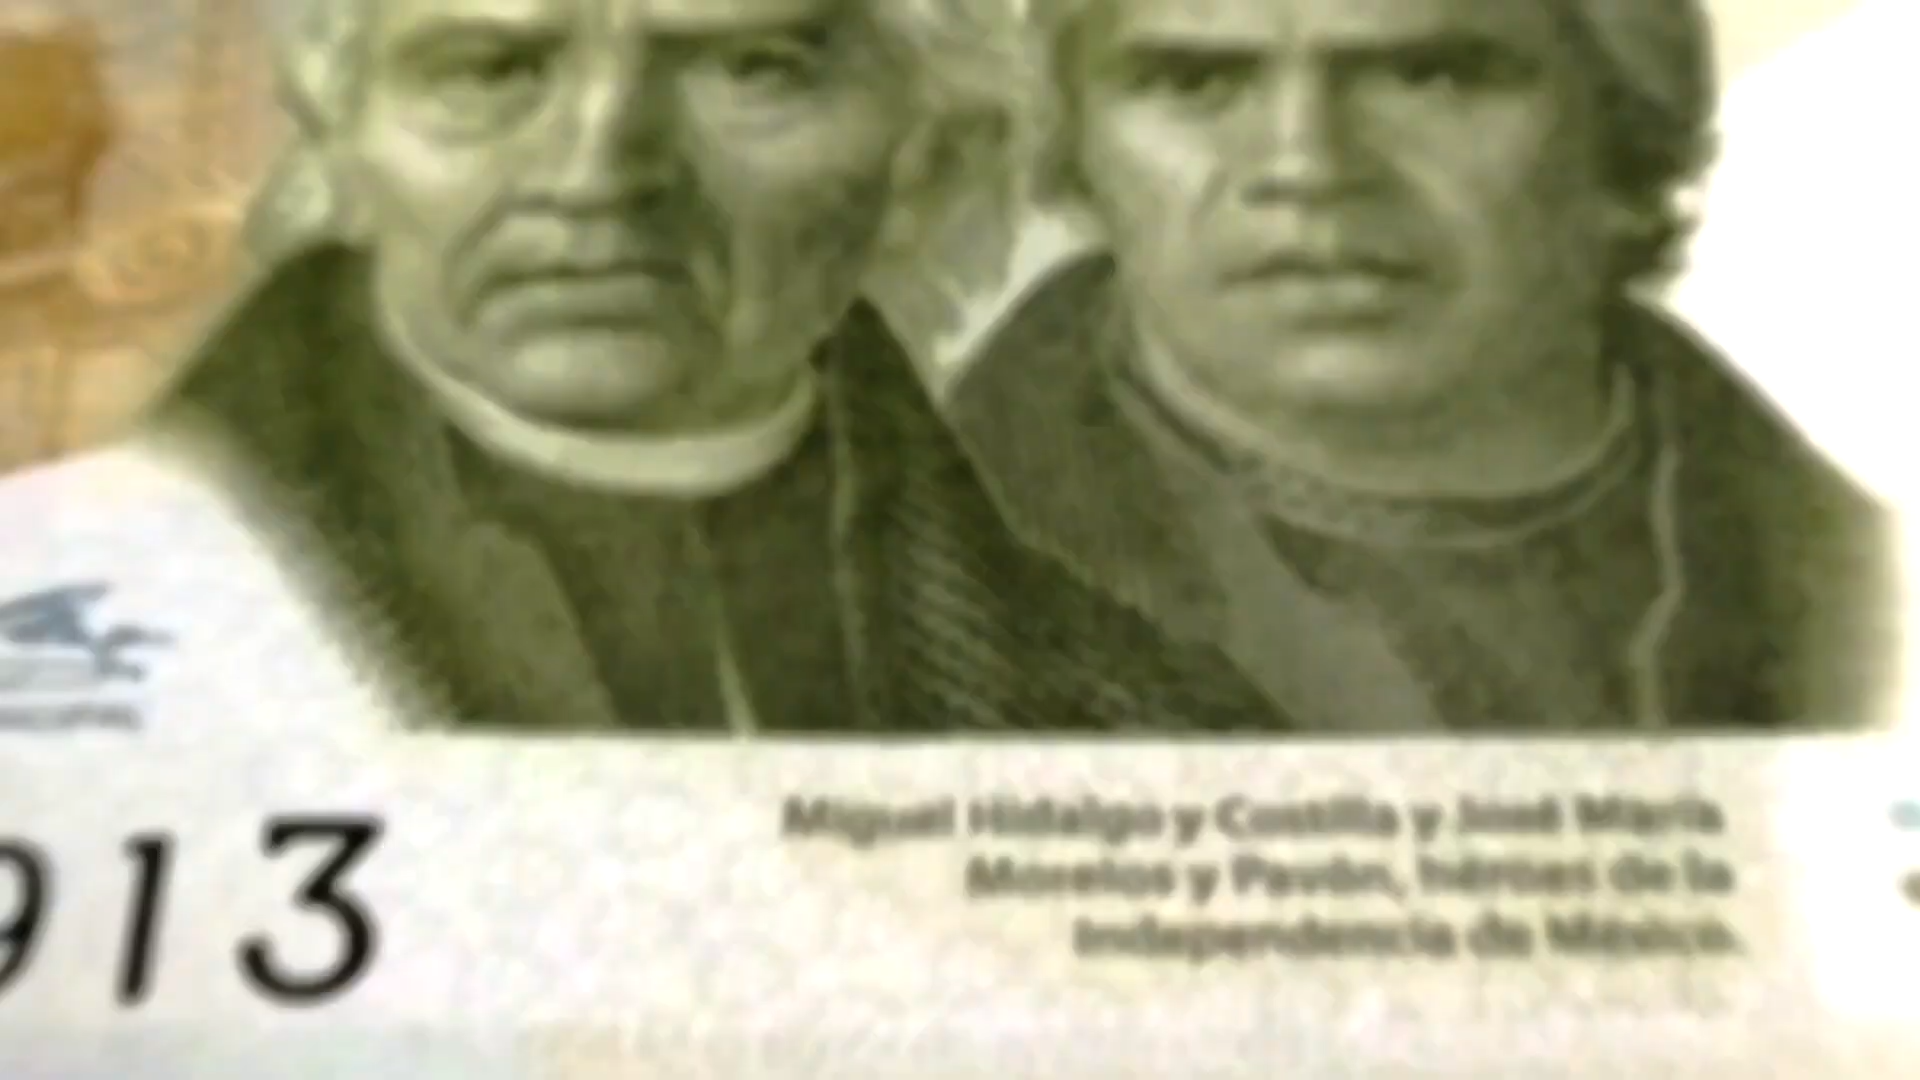 913
Miguel Hidalgo y Costilla y José María
Morelos y Pavón, héroes de la
Independencia de México.